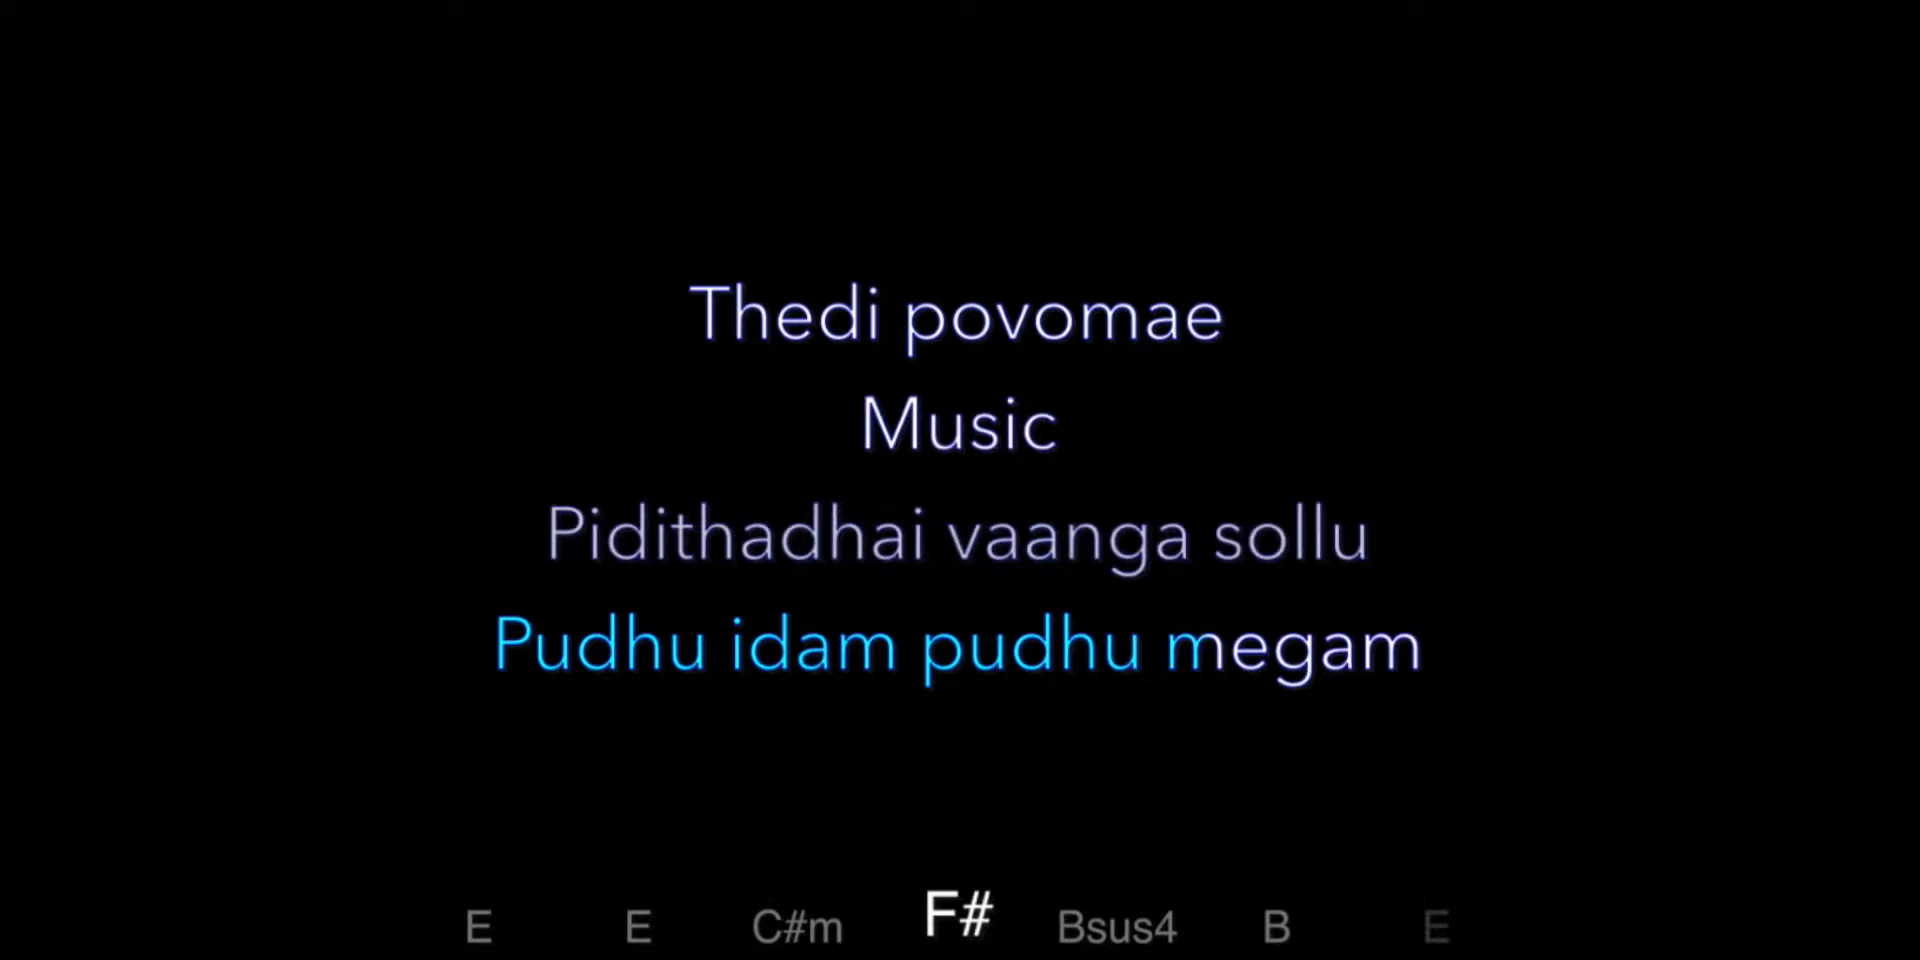 Thedi povomae
Music
Pidithadhai vaanga sollu
Pudhu idam pudhu megam
E E C#m F# Bsus4 B E